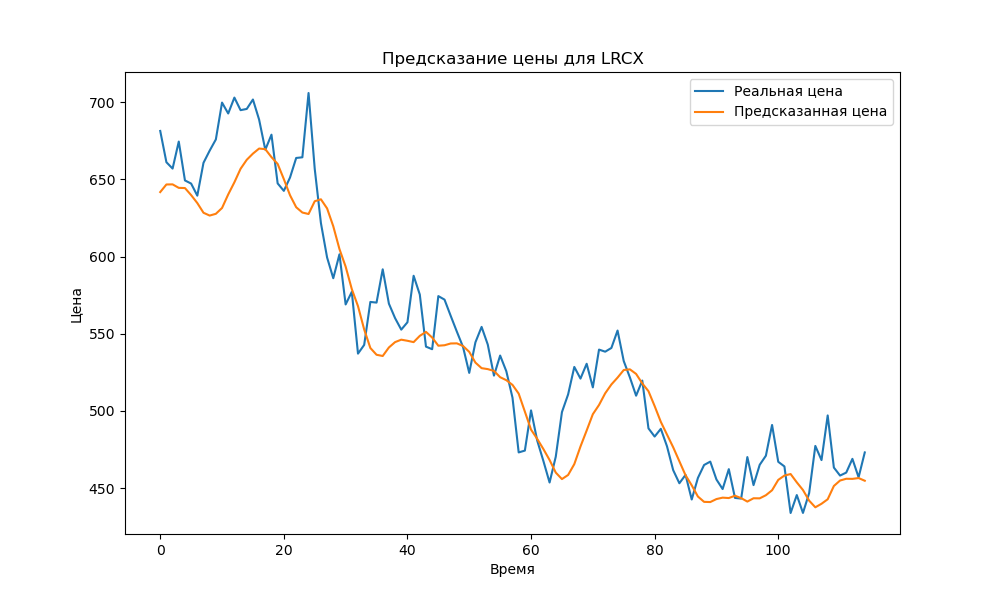 Предсказание цены для LRCX
Реальная цена
Предсказанная цена
Цена
700
650
600
550
500
450
0 20 40 60 80 100
Время